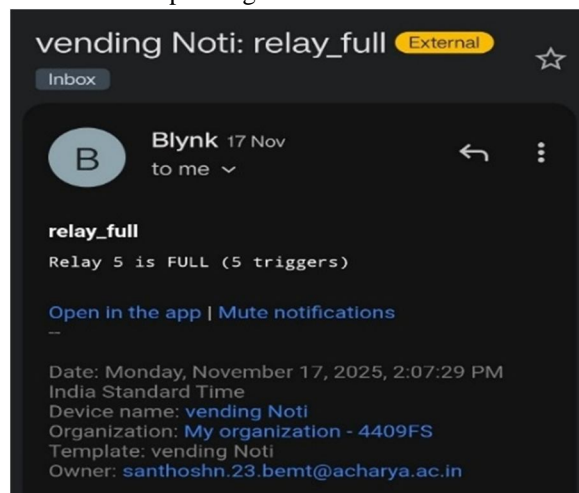 vending Noti: relay_full External
Inbox
B
Blynk 17 Nov
to me
relay_full
Relay 5 is FULL (5 triggers)
Open in the app | Mute notifications
--
Date: Monday, November 17, 2025, 2:07:29 PM
India Standard Time
Device name: vending Noti
Organization: My organization - 4409FS
Template: vending Noti
Owner: santhoshn.23.bemt@acharya.ac.in